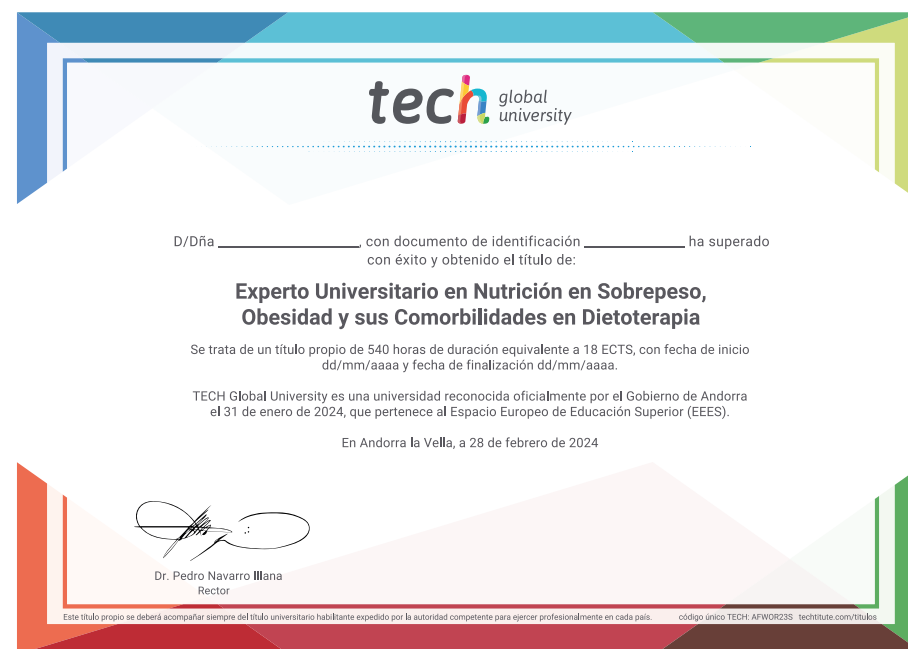 tech global university
D/Dña ____________________, con documento de identificación ______________ ha superado
con éxito y obtenido el título de:
Experto Universitario en Nutrición en Sobrepeso,
Obesidad y sus Comorbilidades en Dietoterapia
Se trata de un título propio de 540 horas de duración equivalente a 18 ECTS, con fecha de inicio
dd/mm/aaaa y fecha de finalización dd/mm/aaaa.
TECH Global University es una universidad reconocida oficialmente por el Gobierno de Andorra
el 31 de enero de 2024, que pertenece al Espacio Europeo de Educación Superior (EEES).
En Andorra la Vella, a 28 de febrero de 2024
Dr. Pedro Navarro Illana
Rector
Este título propio se deberá acompañar siempre del título universitario habilitante expedido por la autoridad competente para ejercer profesionalmente en cada país. código único TECH: AFWOR23S techtitute.com/titulos